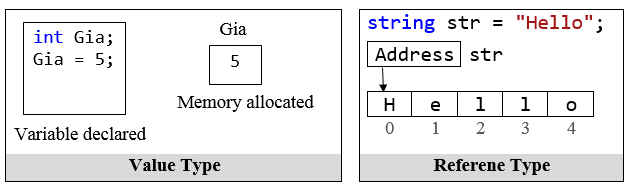 int Gia;
Gia = 5;
Variable declared
Gia
5
Memory allocated
Value Type
string str = "Hello";
Address str
H e l l o
0 1 2 3 4
Referene Type